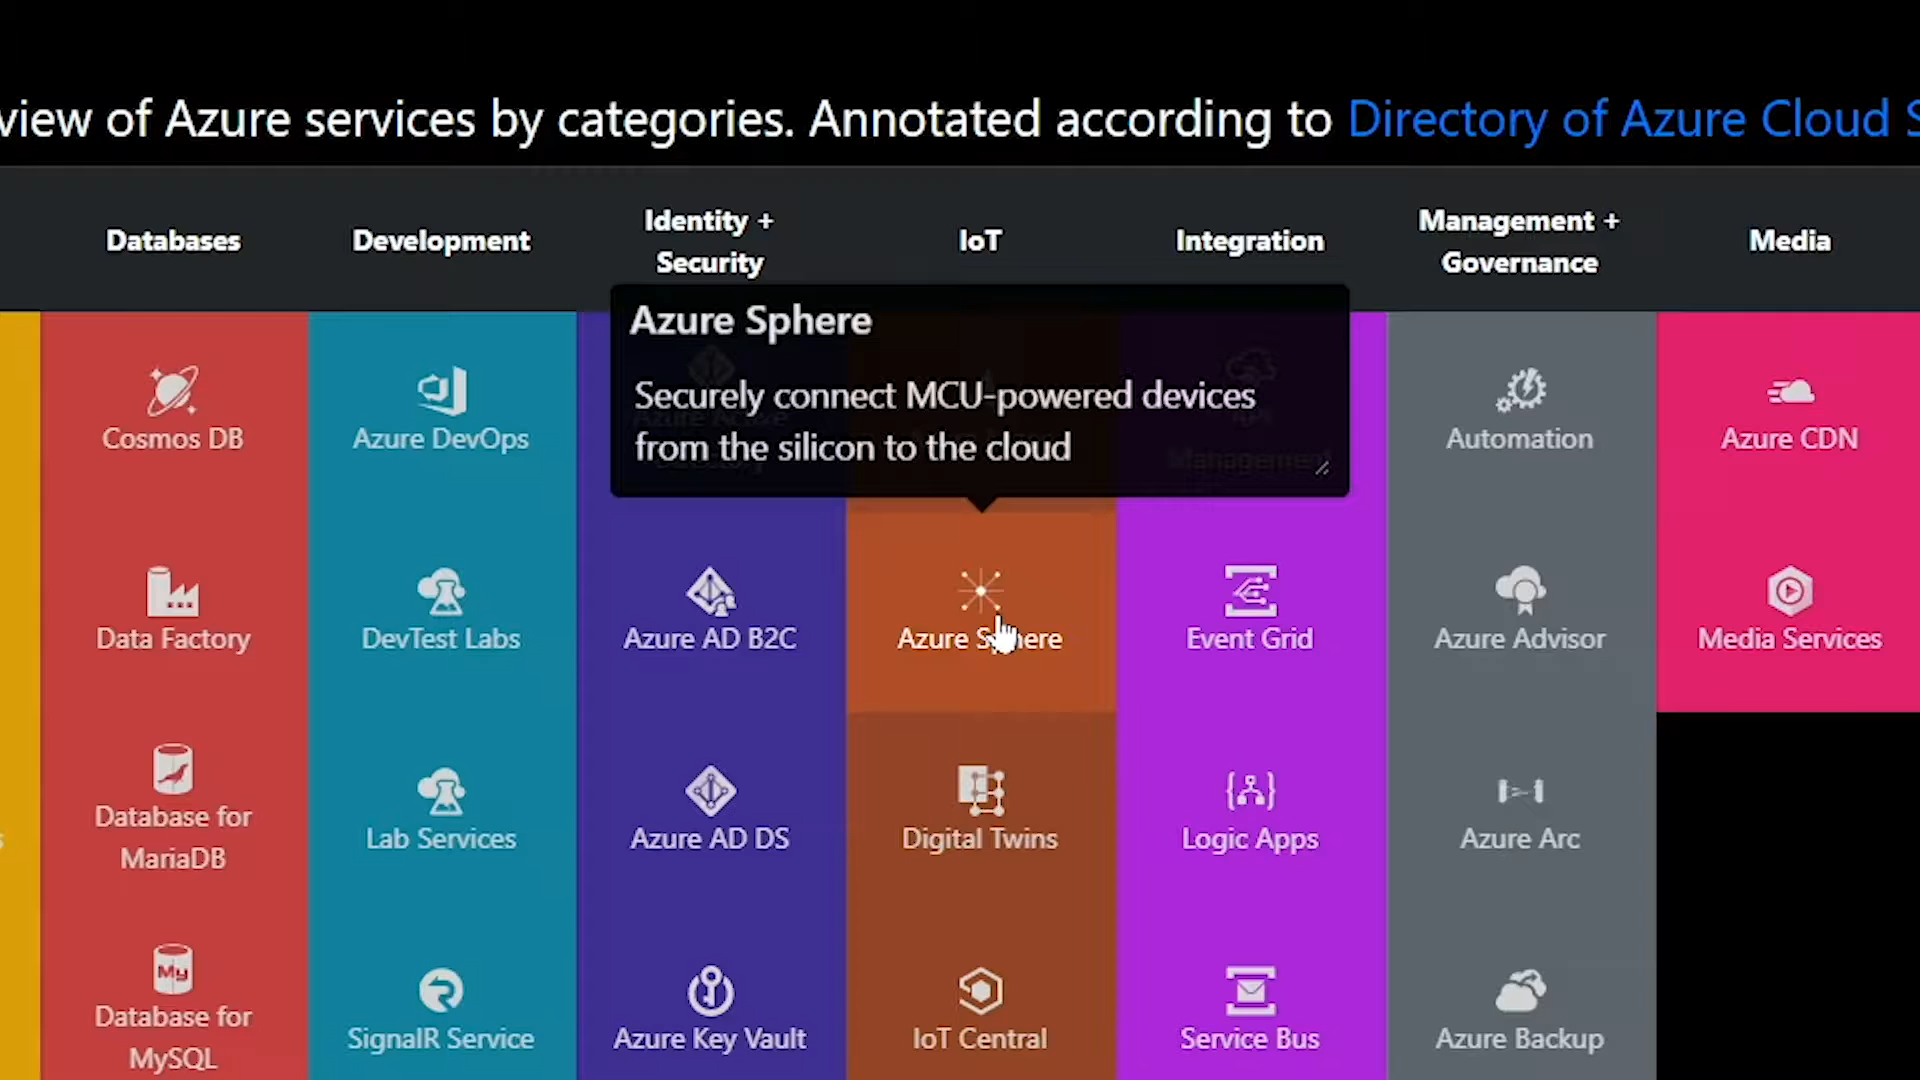 view of Azure services by categories. Annotated according to Directory of Azure Cloud S
Databases
Development
Identity +
Security
IoT
Integration
Management +
Governance
Media
Azure Sphere
Securely connect MCU-powered devices
from the silicon to the cloud
Management
Cosmos DB
Azure DevOps
Automation
Azure CDN
Data Factory
DevTest Labs
Azure AD B2C
Azure Sphere
Event Grid
Azure Advisor
Media Services
Database for
MariaDB
Lab Services
Azure AD DS
Digital Twins
Logic Apps
Azure Arc
Database for
MySQL
SignalR Service
Azure Key Vault
IoT Central
Service Bus
Azure Backup
My